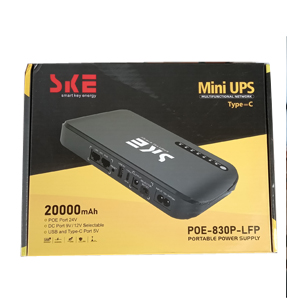 SKE
smart key energy
Mini UPS
MULTIFUNCTIONAL NETWORK
Type-C
SKE
20000mAh
POE Port 24V
DC Port 9V/12V Selectable
USB and Type-C Port 5V
POE-830P-LFP
PORTABLE POWER SUPPLY